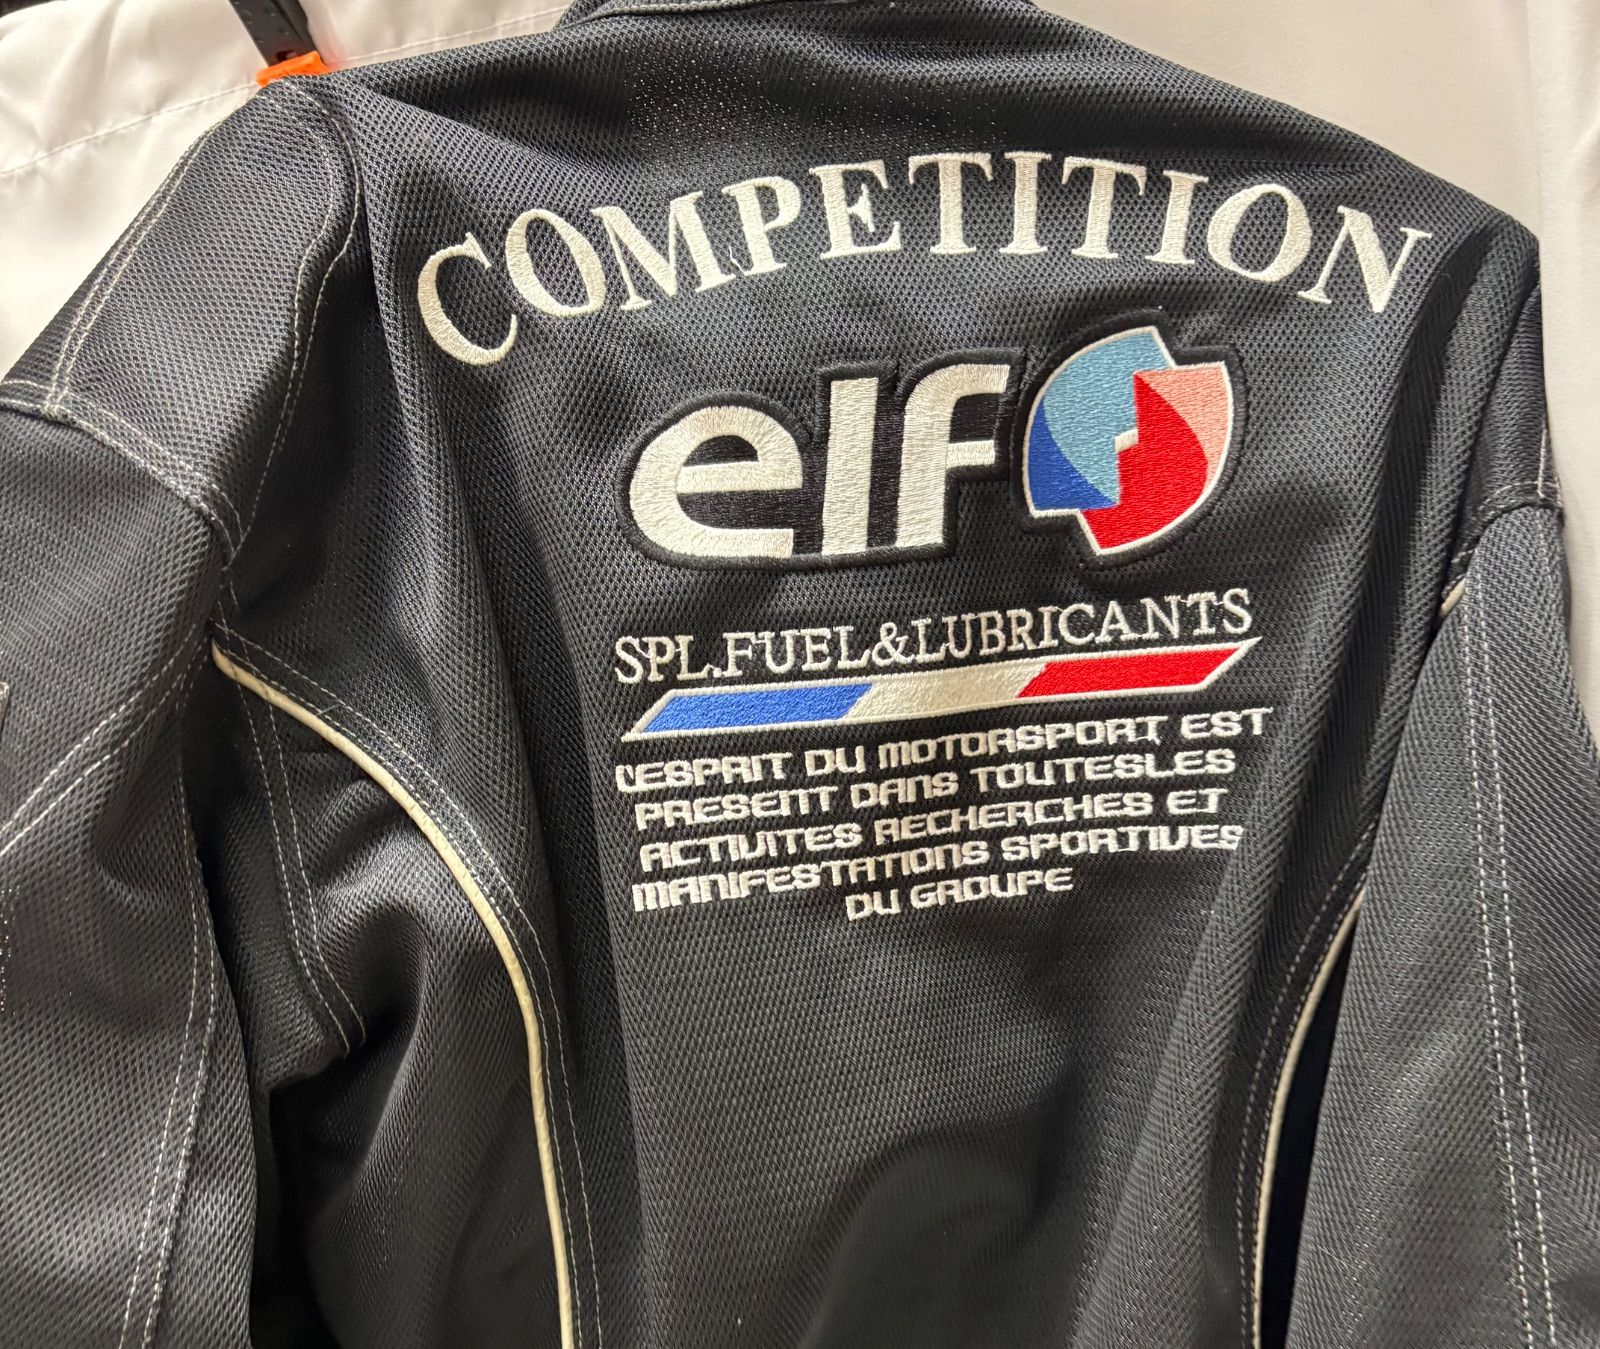 COMPETITION
elf
SPL.FUEL&LUBRICANTS
L'ESPRIT DU MOTORSPORT EST
PRESENT DANS TOUTESLES
ACTIVITES RECHERCHES ET
MANIFESTATIONS SPORTIVES
DU GROUPE